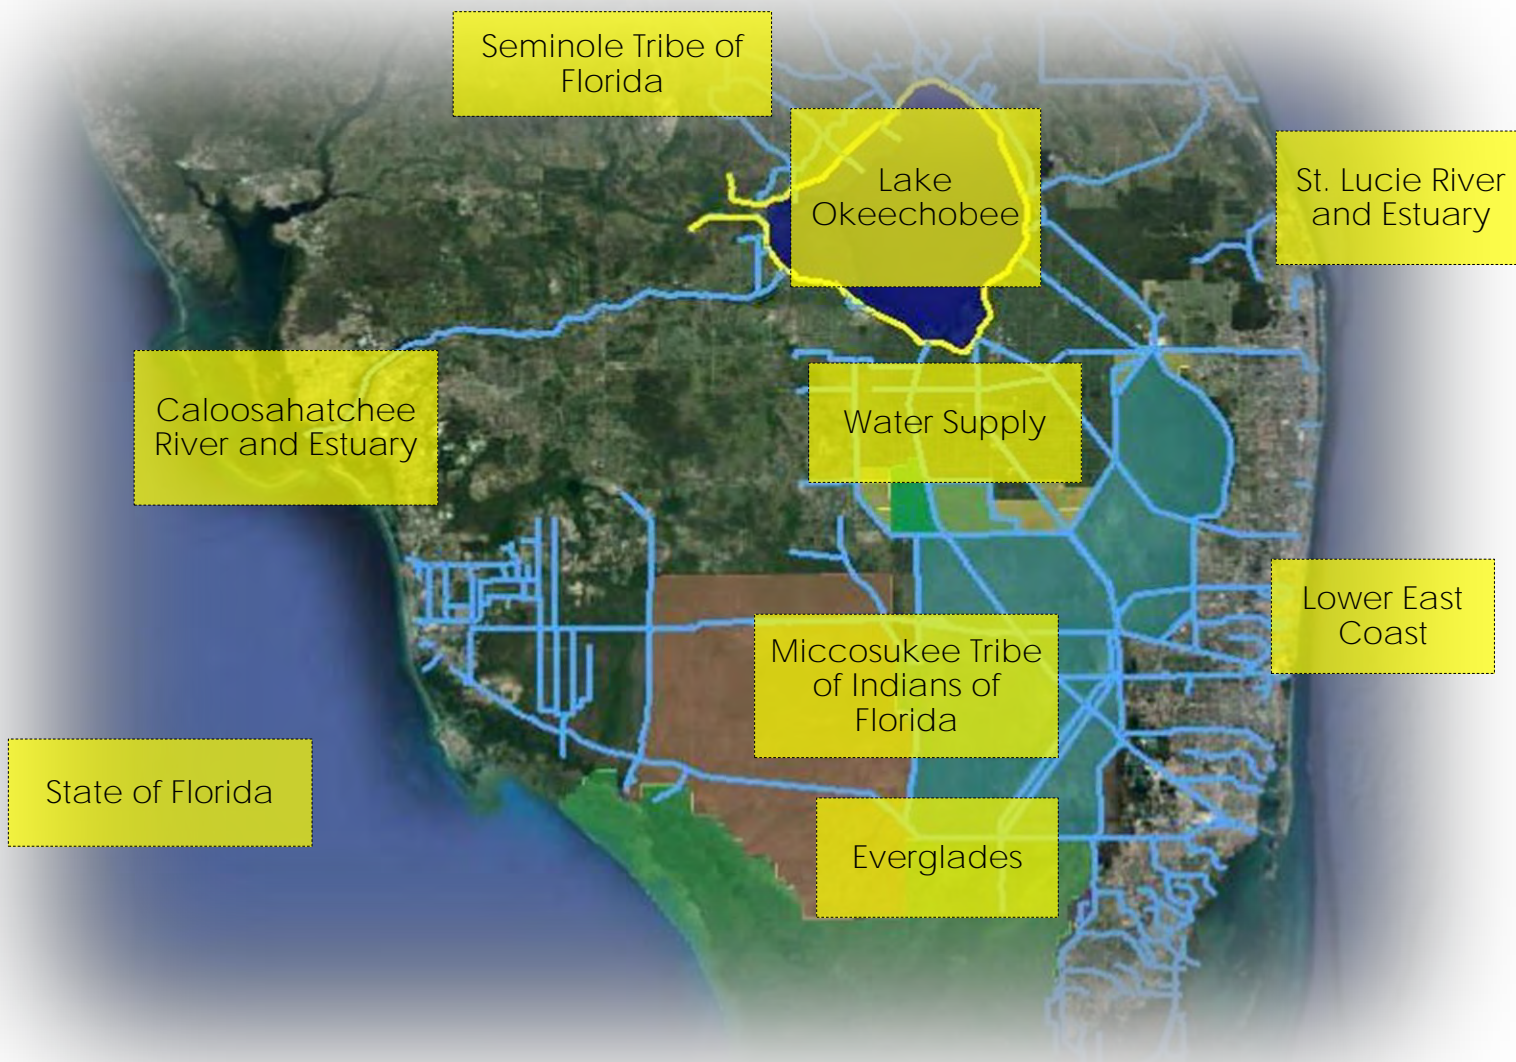 Seminole Tribe of
Florida
Lake
Okeechobee
St. Lucie River
and Estuary
Caloosahatchee
River and Estuary
Water Supply
Lower East
Coast
Miccosukee Tribe
of Indians of
Florida
State of Florida
Everglades